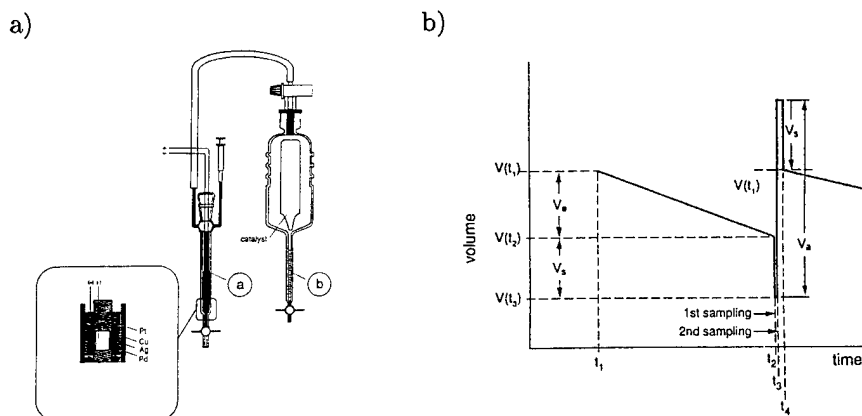 a)
catalyst
a
b
Pt
Cu
Ag
Pd
b)
volume
V(t₁)
V(t₂)
V(t₃)
Vₑ
Vₛ
Vₛ
V(t₁)
Vₐ
1st sampling
2nd sampling
t₁
t₂
t₃
t₄
time